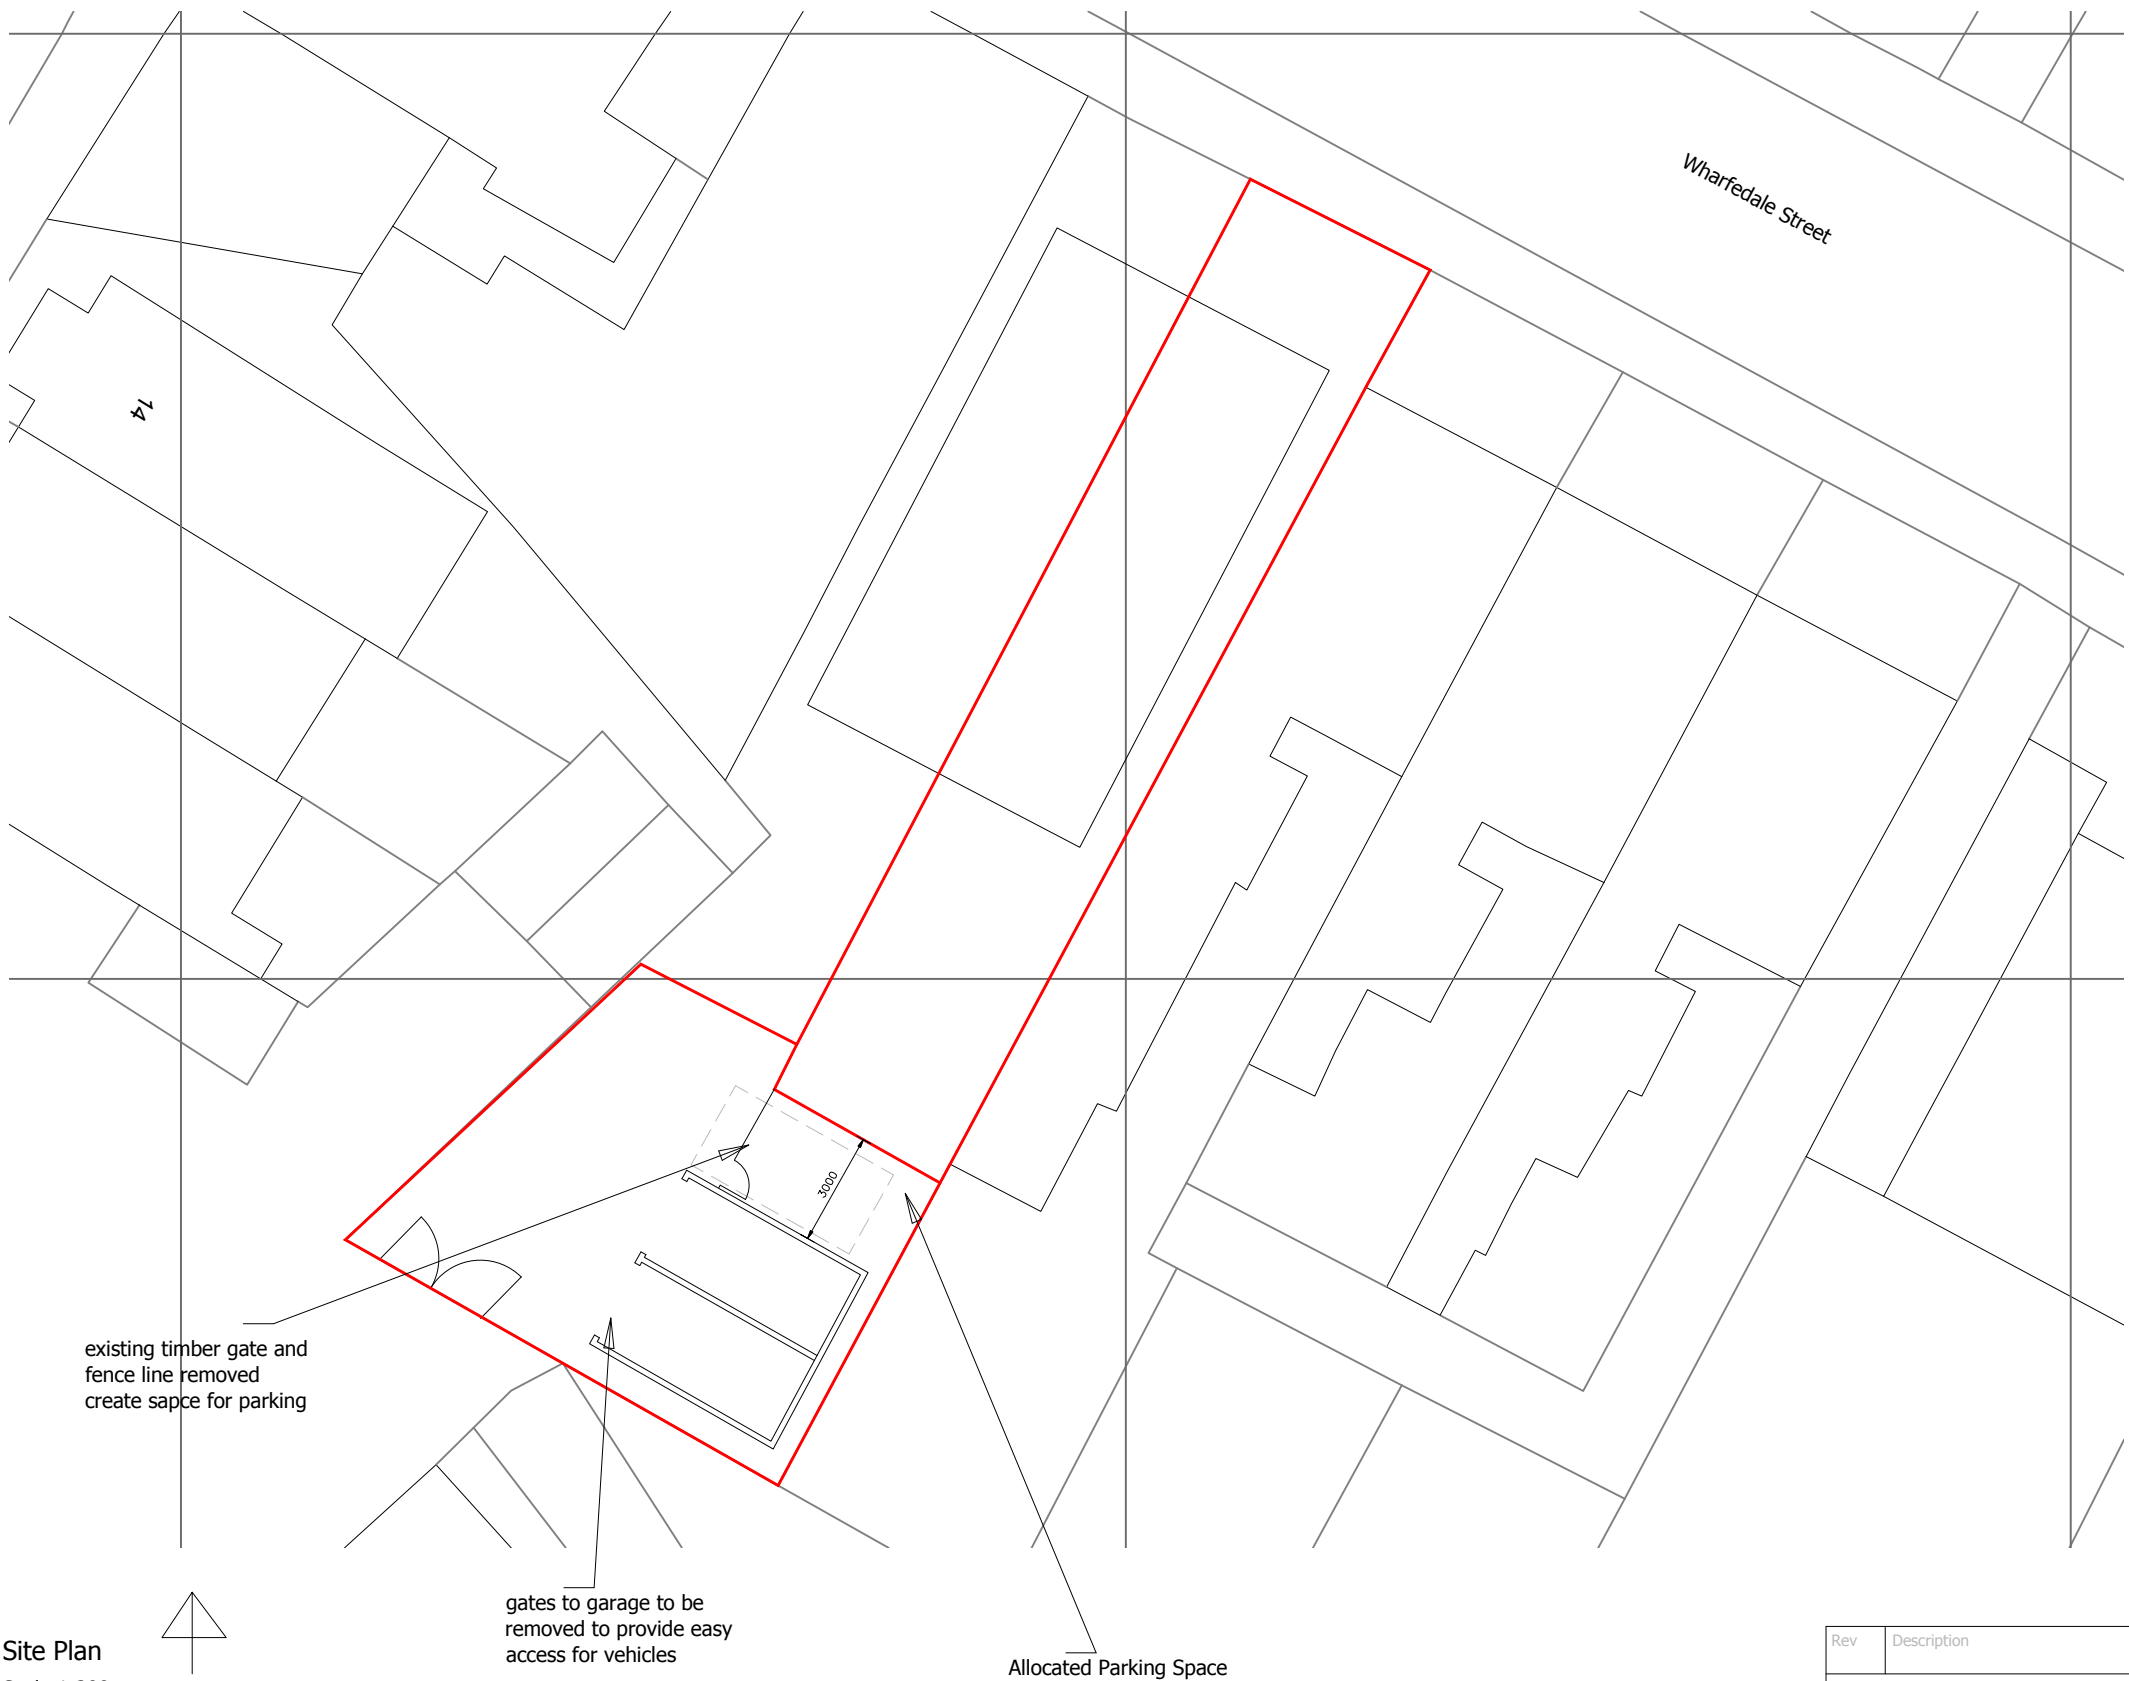 Wharfedale Street
14
3000
existing timber gate and
fence line removed
create sapce for parking
gates to garage to be
removed to provide easy
access for vehicles
Allocated Parking Space
Site Plan
Rev Description